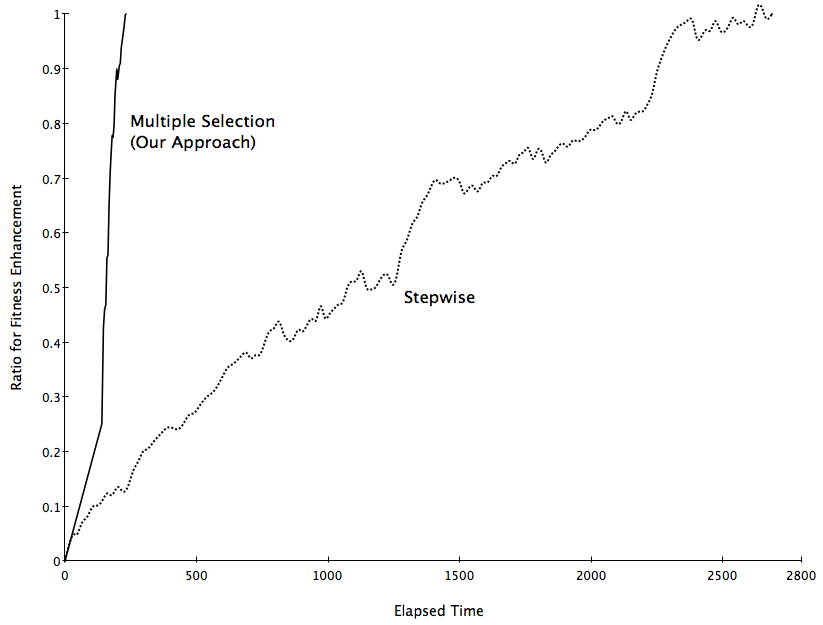 1
0.9
0.8
0.7
0.6
0.5
0.4
0.3
0.2
0.1
0
Ratio for Fitness Enhancement
Multiple Selection
(Our Approach)
Stepwise
0 500 1000 1500 2000 2500 2800
Elapsed Time